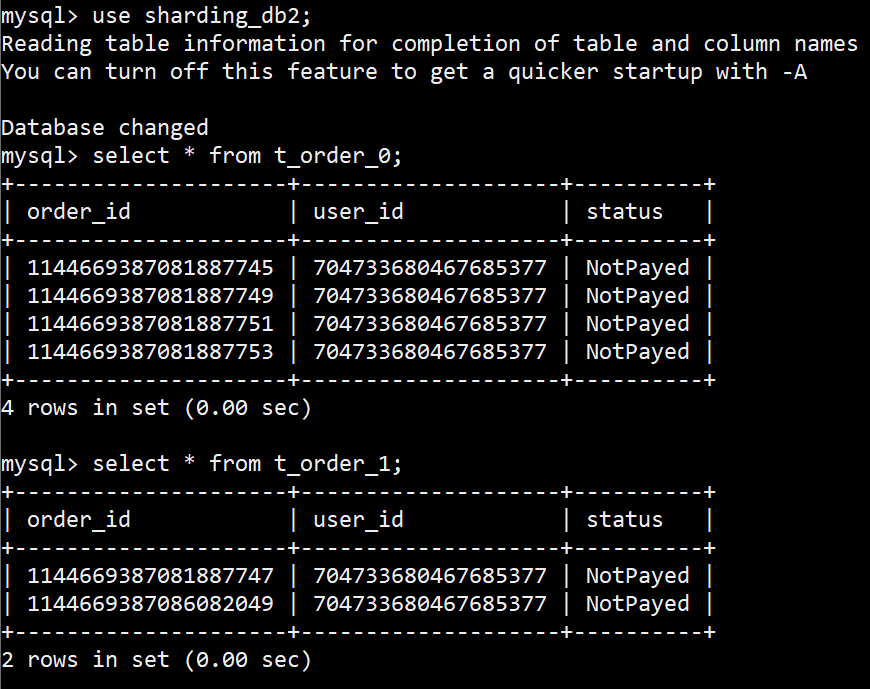 mysql> use sharding_db2;
Reading table information for completion of table and column names
You can turn off this feature to get a quicker startup with -A

Database changed
mysql> select * from t_order_0;
+---------------------+--------------------+----------+
| order_id            | user_id            | status   |
+---------------------+--------------------+----------+
| 1144669387081887745 | 704733680467685377 | NotPayed |
| 1144669387081887749 | 704733680467685377 | NotPayed |
| 1144669387081887751 | 704733680467685377 | NotPayed |
| 1144669387081887753 | 704733680467685377 | NotPayed |
+---------------------+--------------------+----------+
4 rows in set (0.00 sec)

mysql> select * from t_order_1;
+---------------------+--------------------+----------+
| order_id            | user_id            | status   |
+---------------------+--------------------+----------+
| 1144669387081887747 | 704733680467685377 | NotPayed |
| 1144669387086082049 | 704733680467685377 | NotPayed |
+---------------------+--------------------+----------+
2 rows in set (0.00 sec)